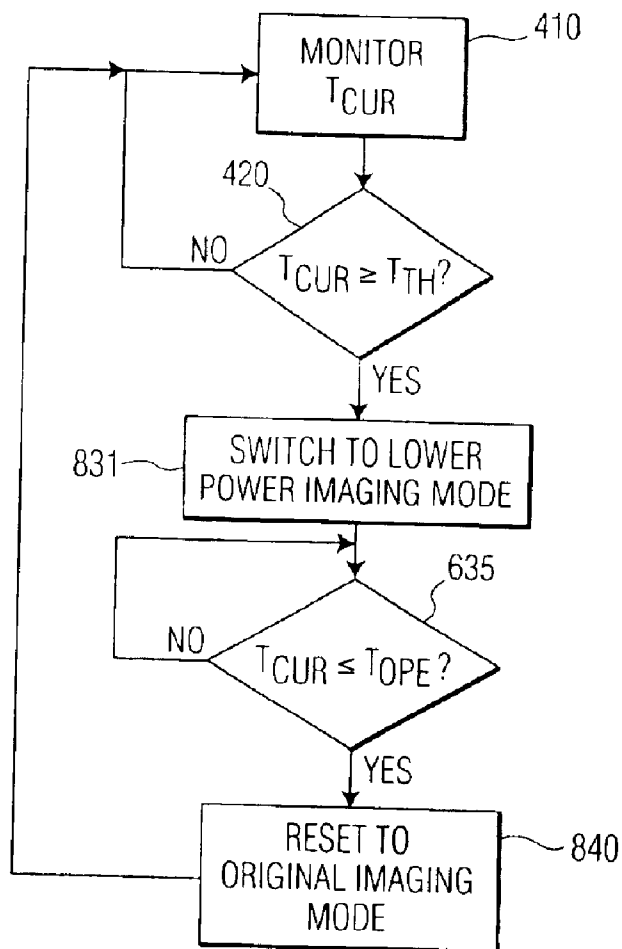 410
MONITOR
TCUR
420
NO
TCUR ≥ TTH?
YES
831
SWITCH TO LOWER
POWER IMAGING MODE
635
NO
TCUR ≤ TOPE?
YES
RESET TO
ORIGINAL IMAGING
MODE
840